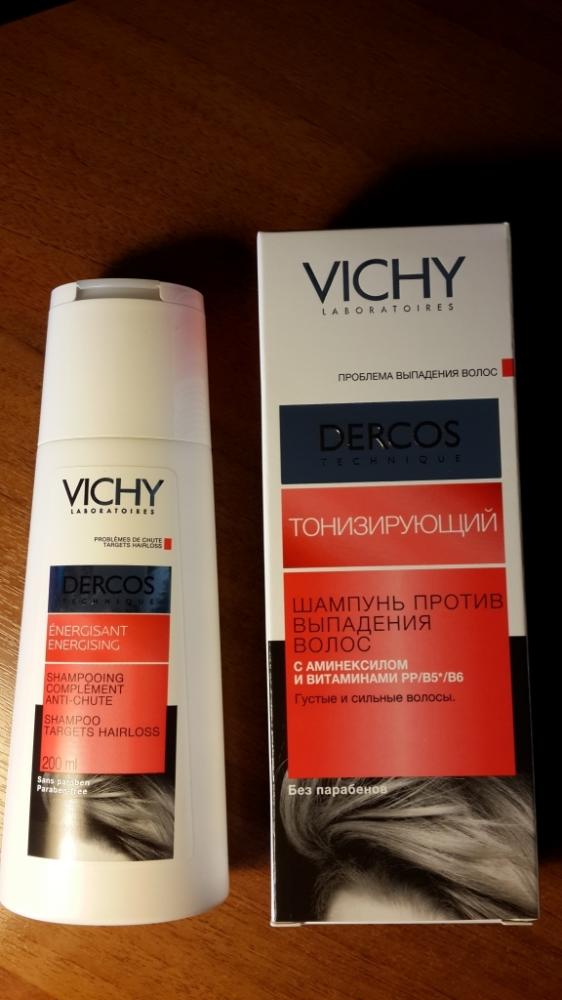 VICHY
LABORATOIRES
PROBLÈMES DE CHUTE
TARGETS HAIRLOSS
DERCOS
TECHNIQUE
ÉNERGISANT
ENERGISING
SHAMPOOING
COMPLÉMENT
ANTI-CHUTE
SHAMPOO
TARGETS HAIRLOSS
200 ml
Sans paraben
Paraben-free
VICHY
LABORATOIRES
ПРОБЛЕМА ВЫПАДЕНИЯ ВОЛОС
DERCOS
TECHNIQUE
ТОНИЗИРУЮЩИЙ
ШАМПУНЬ ПРОТИВ
ВЫПАДЕНИЯ
ВОЛОС
С АМИНЕКСИЛОМ
И ВИТАМИНАМИ PP/B5*/B6
Густые и сильные волосы.
Без парабенов